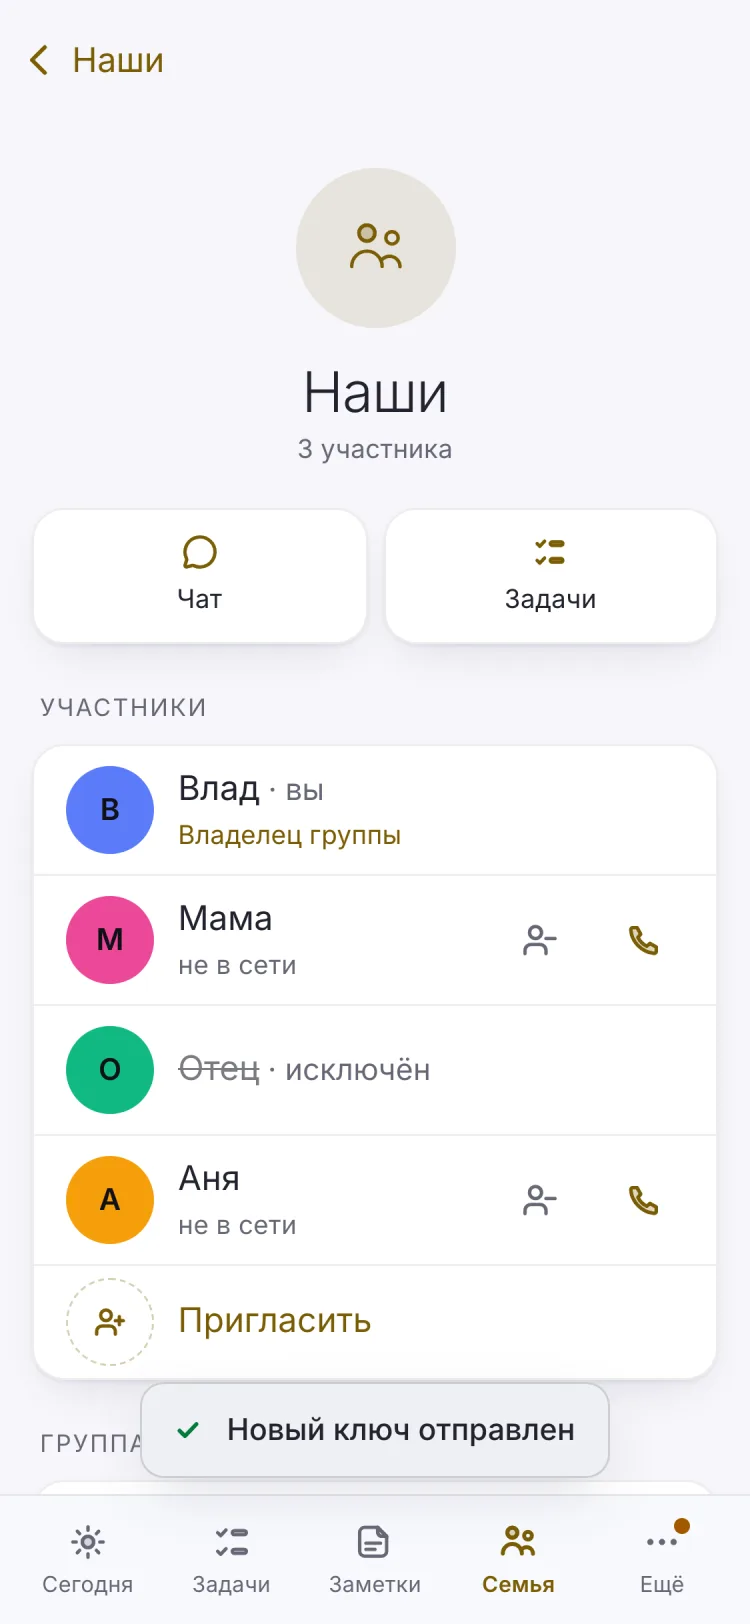 Наши
Наши
3 участника
Чат
Задачи
УЧАСТНИКИ
В
Влад · вы
Владелец группы
М
Мама
не в сети
О
Отец · исключён
А
Аня
не в сети
Пригласить
ГРУППА
Новый ключ отправлен
Сегодня
Задачи
Заметки
Семья
Ещё